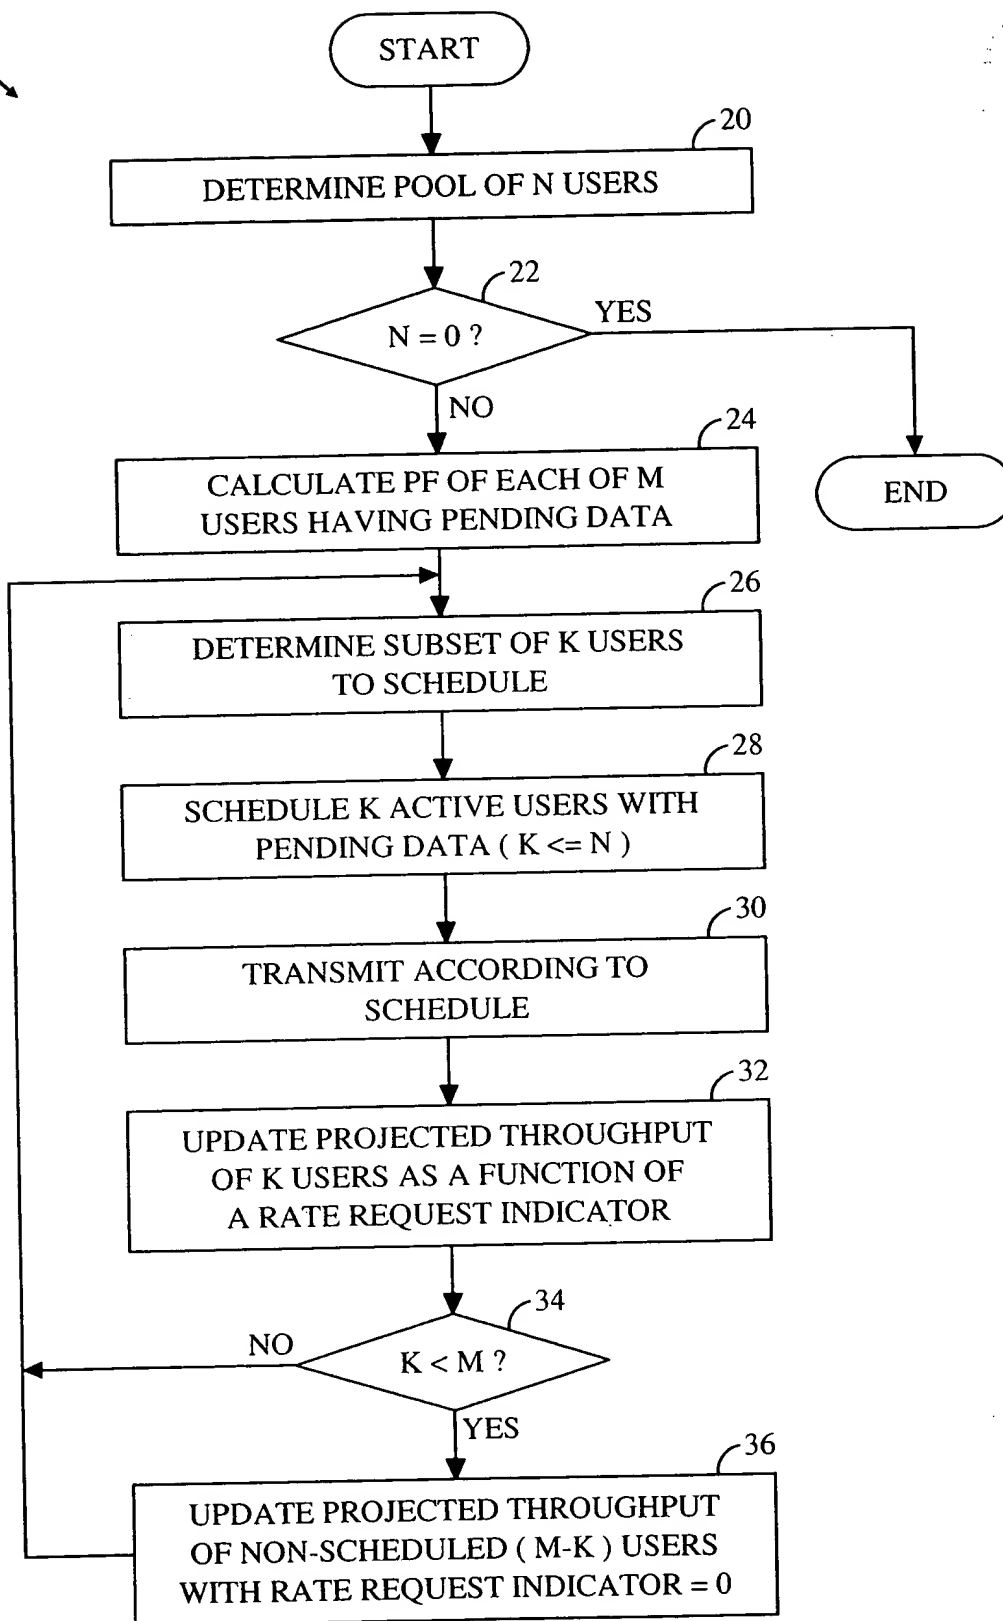 START
20
DETERMINE POOL OF N USERS
22
N = 0 ?
YES
NO
24
CALCULATE PF OF EACH OF M
USERS HAVING PENDING DATA
END
26
DETERMINE SUBSET OF K USERS
TO SCHEDULE
28
SCHEDULE K ACTIVE USERS WITH
PENDING DATA ( K <= N )
30
TRANSMIT ACCORDING TO
SCHEDULE
32
UPDATE PROJECTED THROUGHPUT
OF K USERS AS A FUNCTION OF
A RATE REQUEST INDICATOR
34
NO
K < M ?
YES
36
UPDATE PROJECTED THROUGHPUT
OF NON-SCHEDULED ( M-K ) USERS
WITH RATE REQUEST INDICATOR = 0